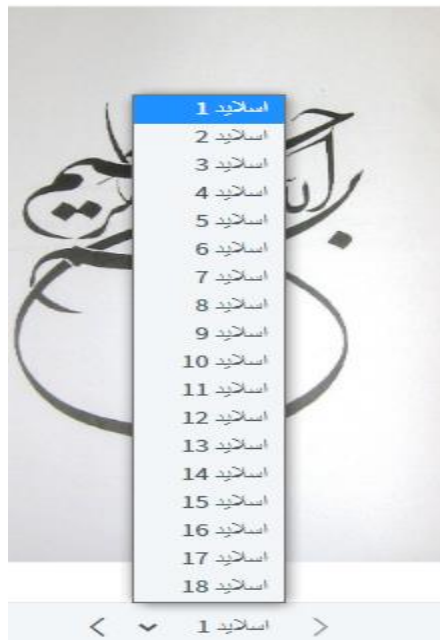 اسلاید 1
اسلاید 2
اسلاید 3
اسلاید 4
اسلاید 5
اسلاید 6
اسلاید 7
اسلاید 8
اسلاید 9
اسلاید 10
اسلاید 11
اسلاید 12
اسلاید 13
اسلاید 14
اسلاید 15
اسلاید 16
اسلاید 17
اسلاید 18
اسلاید 1